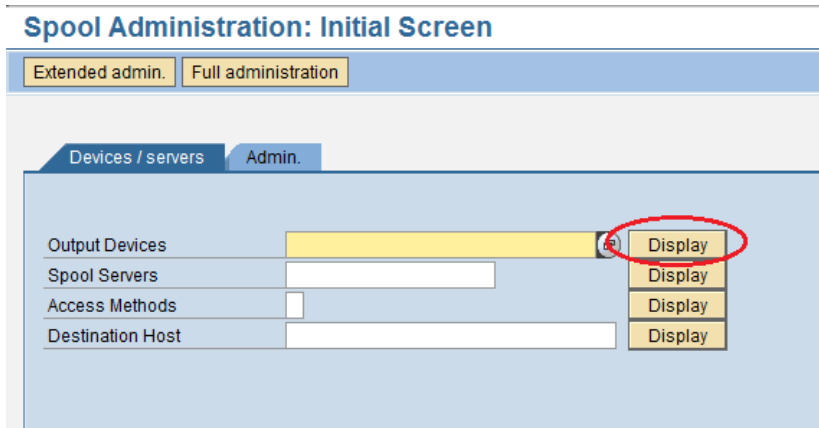 Spool Administration: Initial Screen
Extended admin. Full administration
Devices / servers Admin.
Output Devices Display
Spool Servers Display
Access Methods Display
Destination Host Display